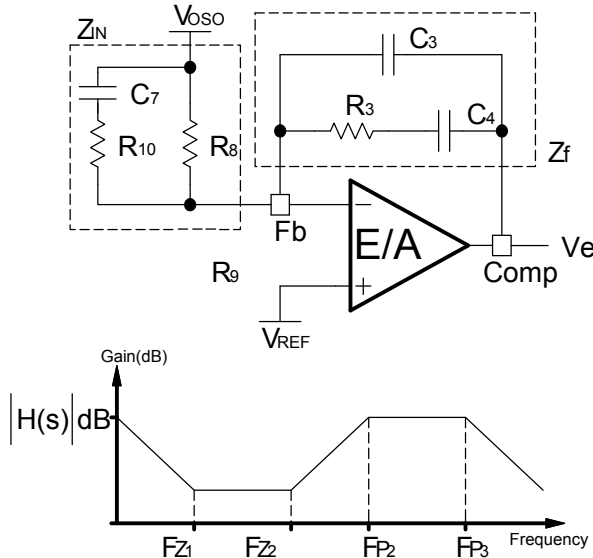 VOSO
ZIN
C7
R10
R8
C3
R3
C4
Zf
Fb
E/A
Ve
Comp
R9
VREF
Gain(dB)
|H(s)|dB
FZ1 FZ2 FP2 FP3
Frequency